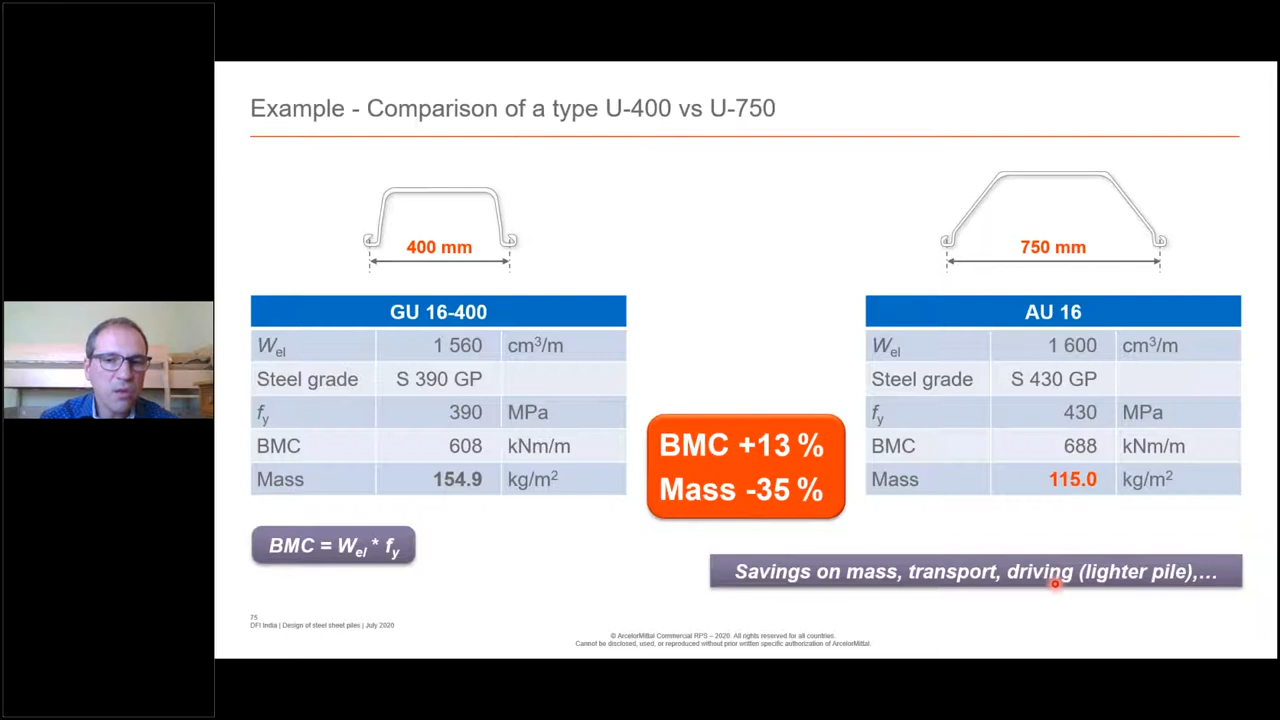 Example - Comparison of a type U-400 vs U-750
400 mm
750 mm
GU 16-400
Wel 1 560 cm3/m
Steel grade S 390 GP
fy 390 MPa
BMC 608 kNm/m
Mass 154.9 kg/m2
BMC +13 %
Mass -35 %
AU 16
Wel 1 600 cm3/m
Steel grade S 430 GP
fy 430 MPa
BMC 688 kNm/m
Mass 115.0 kg/m2
BMC = Wel * fy
Savings on mass, transport, driving (lighter pile),…
75
DFI India | Design of steel sheet piles | July 2020
© ArcelorMittal Commercial RPS – 2020. All rights reserved for all countries.
Cannot be disclosed, used, or reproduced without prior written specific authorization of ArcelorMittal